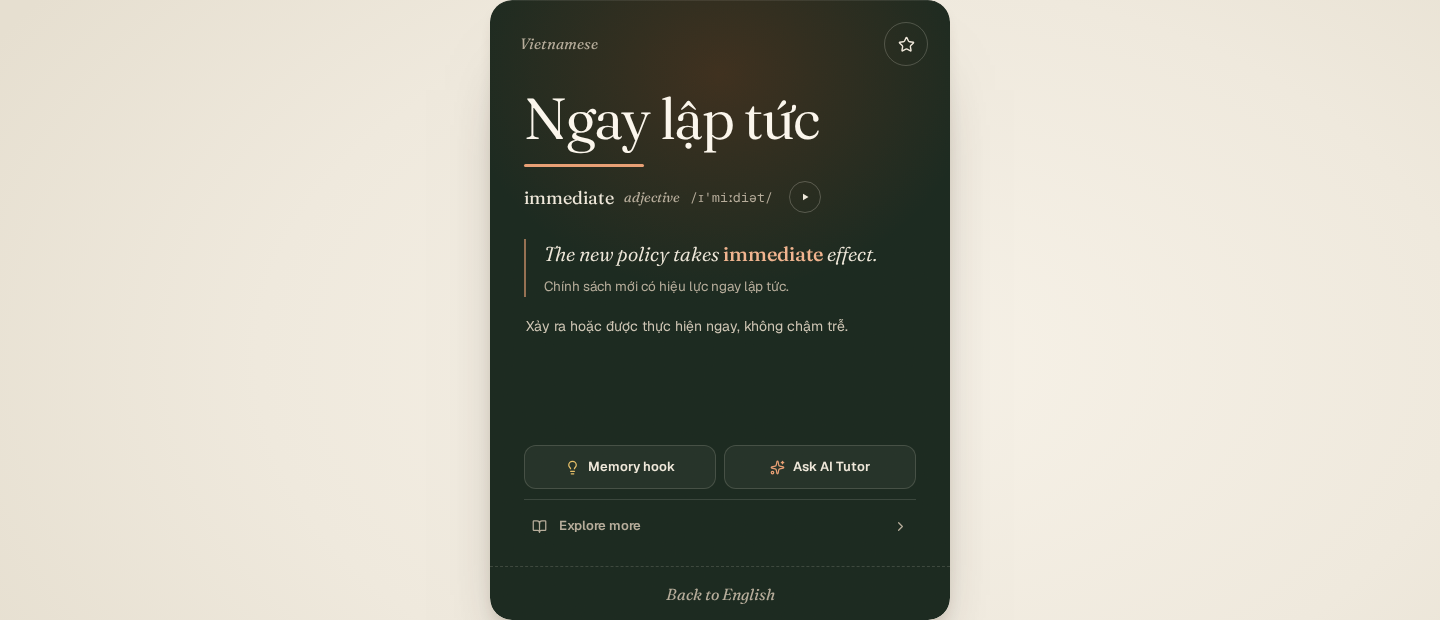 Vietnamese
Ngay lập tức
immediate adjective /ɪˈmiːdiət/
The new policy takes immediate effect.
Chính sách mới có hiệu lực ngay lập tức.
Xảy ra hoặc được thực hiện ngay, không chậm trễ.
Memory hook
Ask AI Tutor
Explore more
Back to English